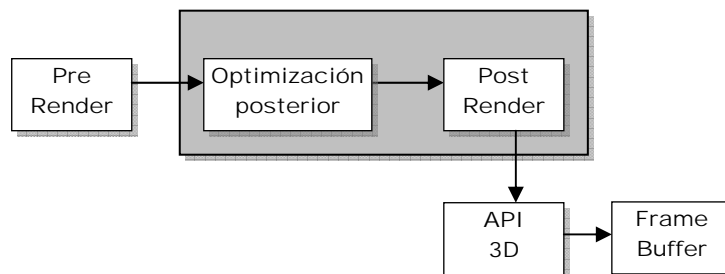 Pre
Render
Optimización
posterior
Post
Render
API
3D
Frame
Buffer